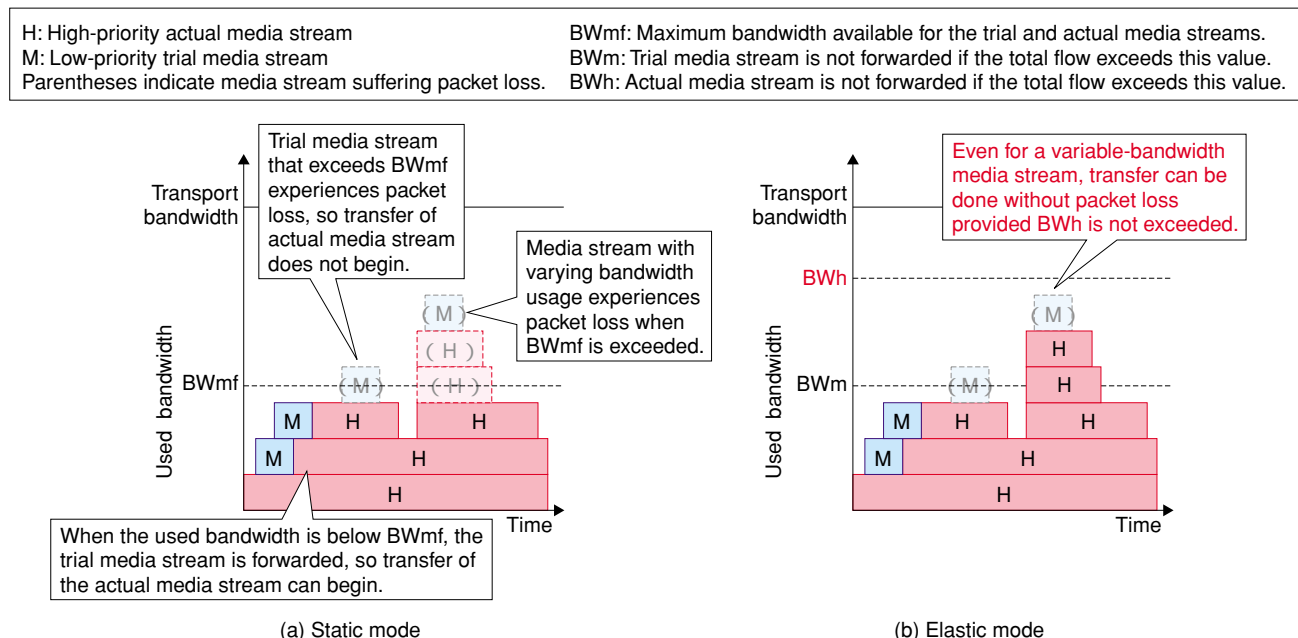 H: High-priority actual media stream
M: Low-priority trial media stream
Parentheses indicate media stream suffering packet loss.
BWmf: Maximum bandwidth available for the trial and actual media streams.
BWm: Trial media stream is not forwarded if the total flow exceeds this value.
BWh: Actual media stream is not forwarded if the total flow exceeds this value.
Transport
bandwidth
Trial media stream
that exceeds BWmf
experiences packet
loss, so transfer of
actual media stream
does not begin.
Media stream with
varying bandwidth
usage experiences
packet loss when
BWmf is exceeded.
Used bandwidth
BWmf
( M )
( H )
( M )
( H )
M
H
H
M
H
H
Time
When the used bandwidth is below BWmf, the
trial media stream is forwarded, so transfer of
the actual media stream can begin.
(a) Static mode
Transport
bandwidth
Even for a variable-bandwidth
media stream, transfer can be
done without packet loss
provided BWh is not exceeded.
BWh
Used bandwidth
BWm
( M )
H
( M )
H
M
H
H
M
H
H
Time
(b) Elastic mode